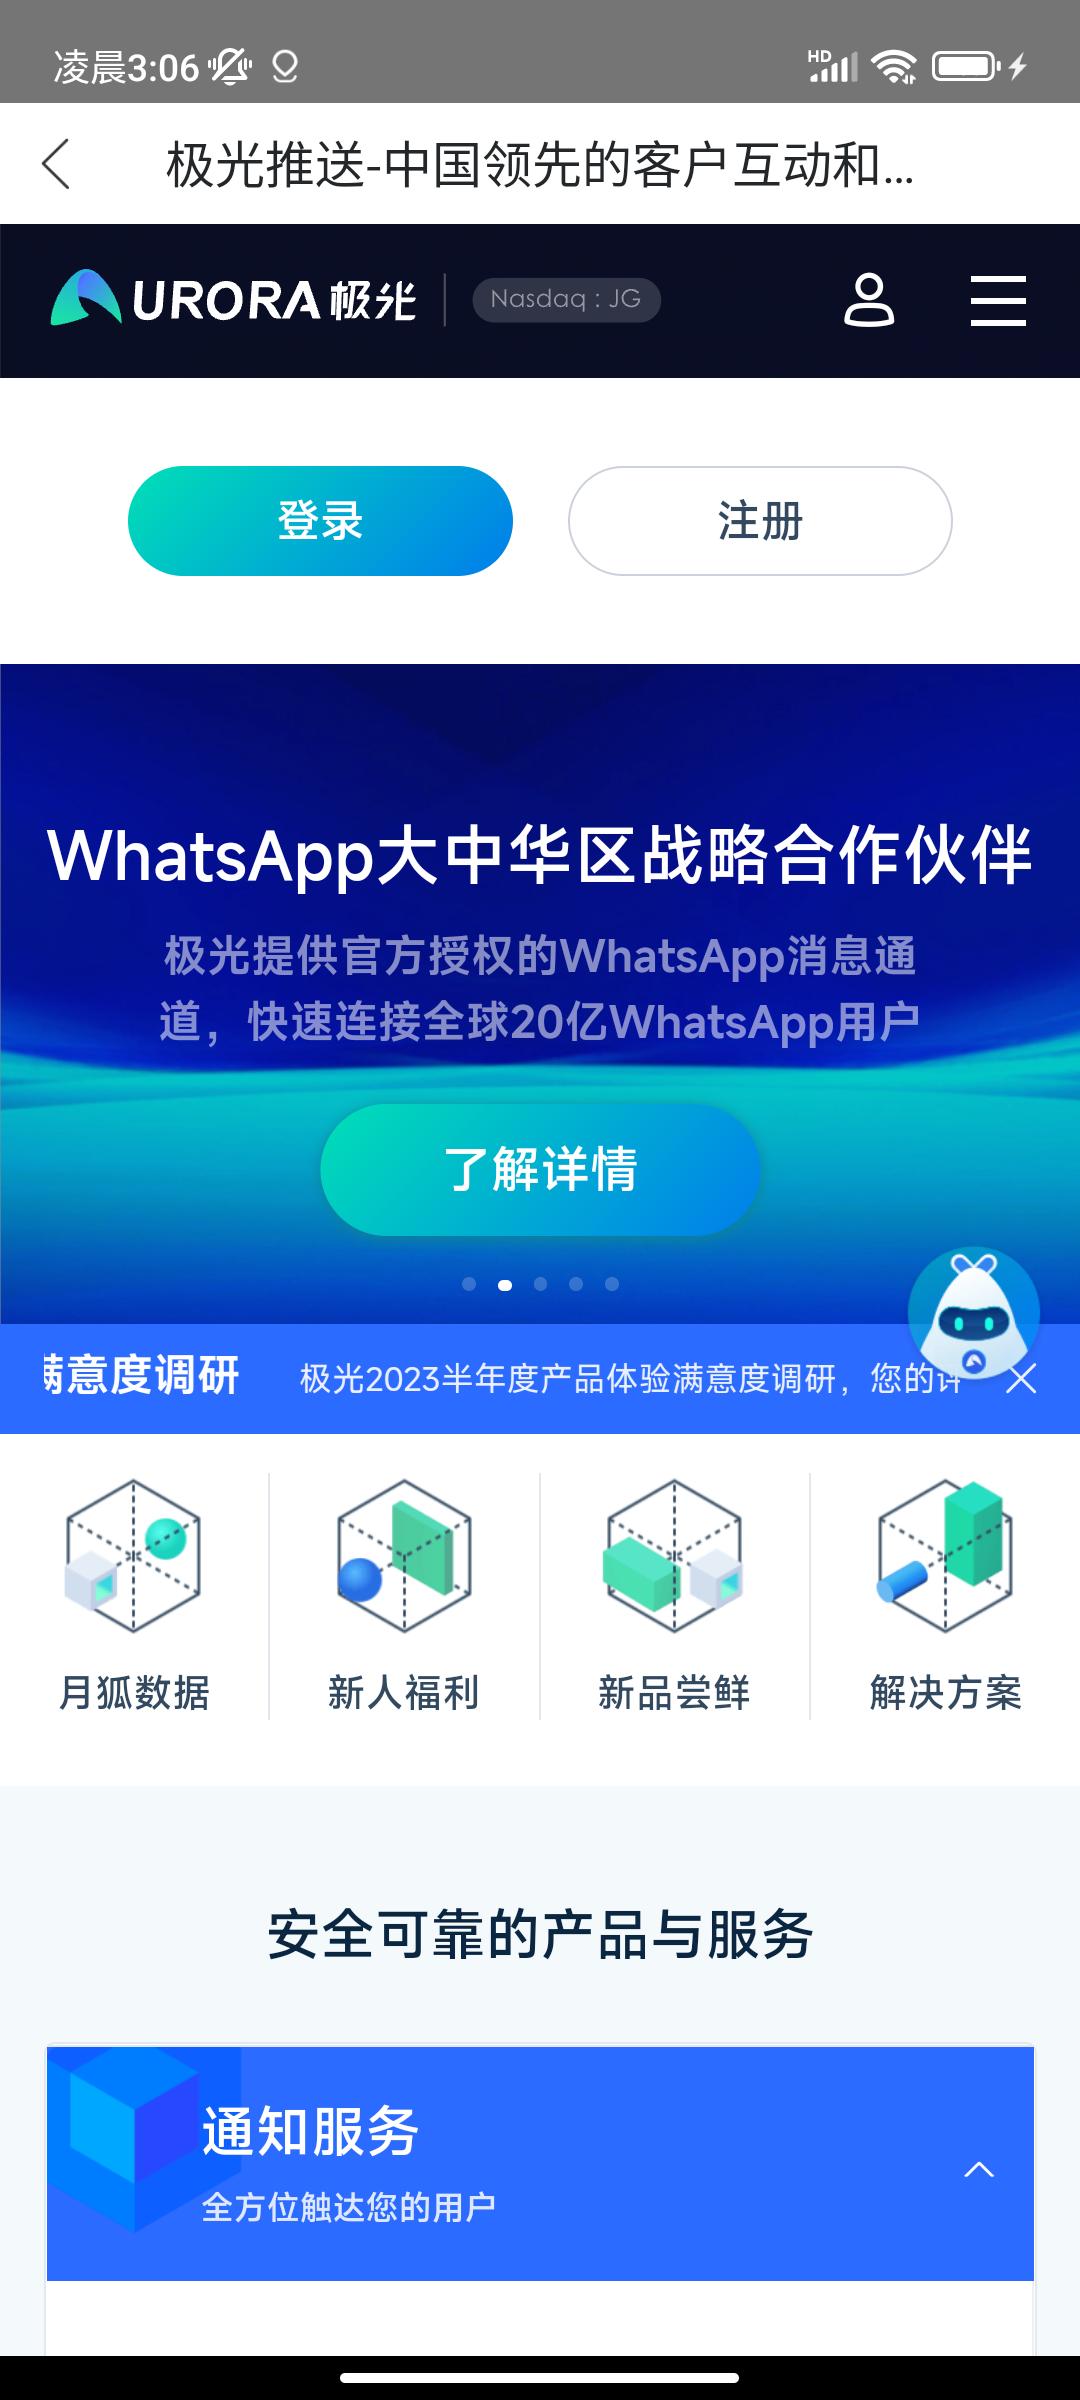 凌晨3:06
HD
极光推送-中国领先的客户互动和...
URORA极光
Nasdaq : JG
登录
注册
WhatsApp大中华区战略合作伙伴
极光提供官方授权的WhatsApp消息通
道，快速连接全球20亿WhatsApp用户
了解详情
满意度调研
极光2023半年度产品体验满意度调研，您的
月狐数据
新人福利
新品尝鲜
解决方案
安全可靠的产品与服务
通知服务
全方位触达您的用户